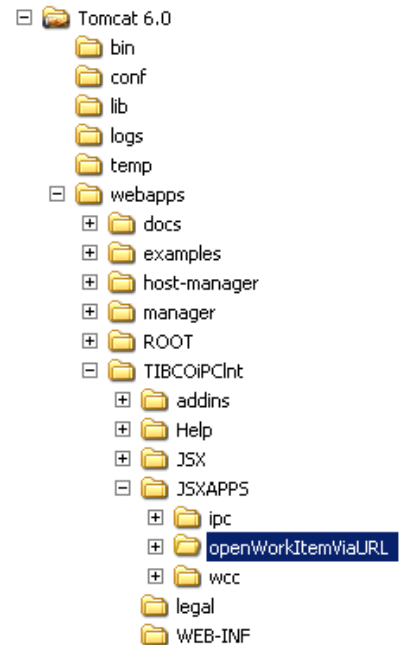 Tomcat 6.0
bin
conf
lib
logs
temp
webapps
docs
examples
host-manager
manager
ROOT
TIBCOiPClnt
addins
Help
JSX
JSXAPPS
ipc
openWorkItemViaURL
wcc
legal
WEB-INF